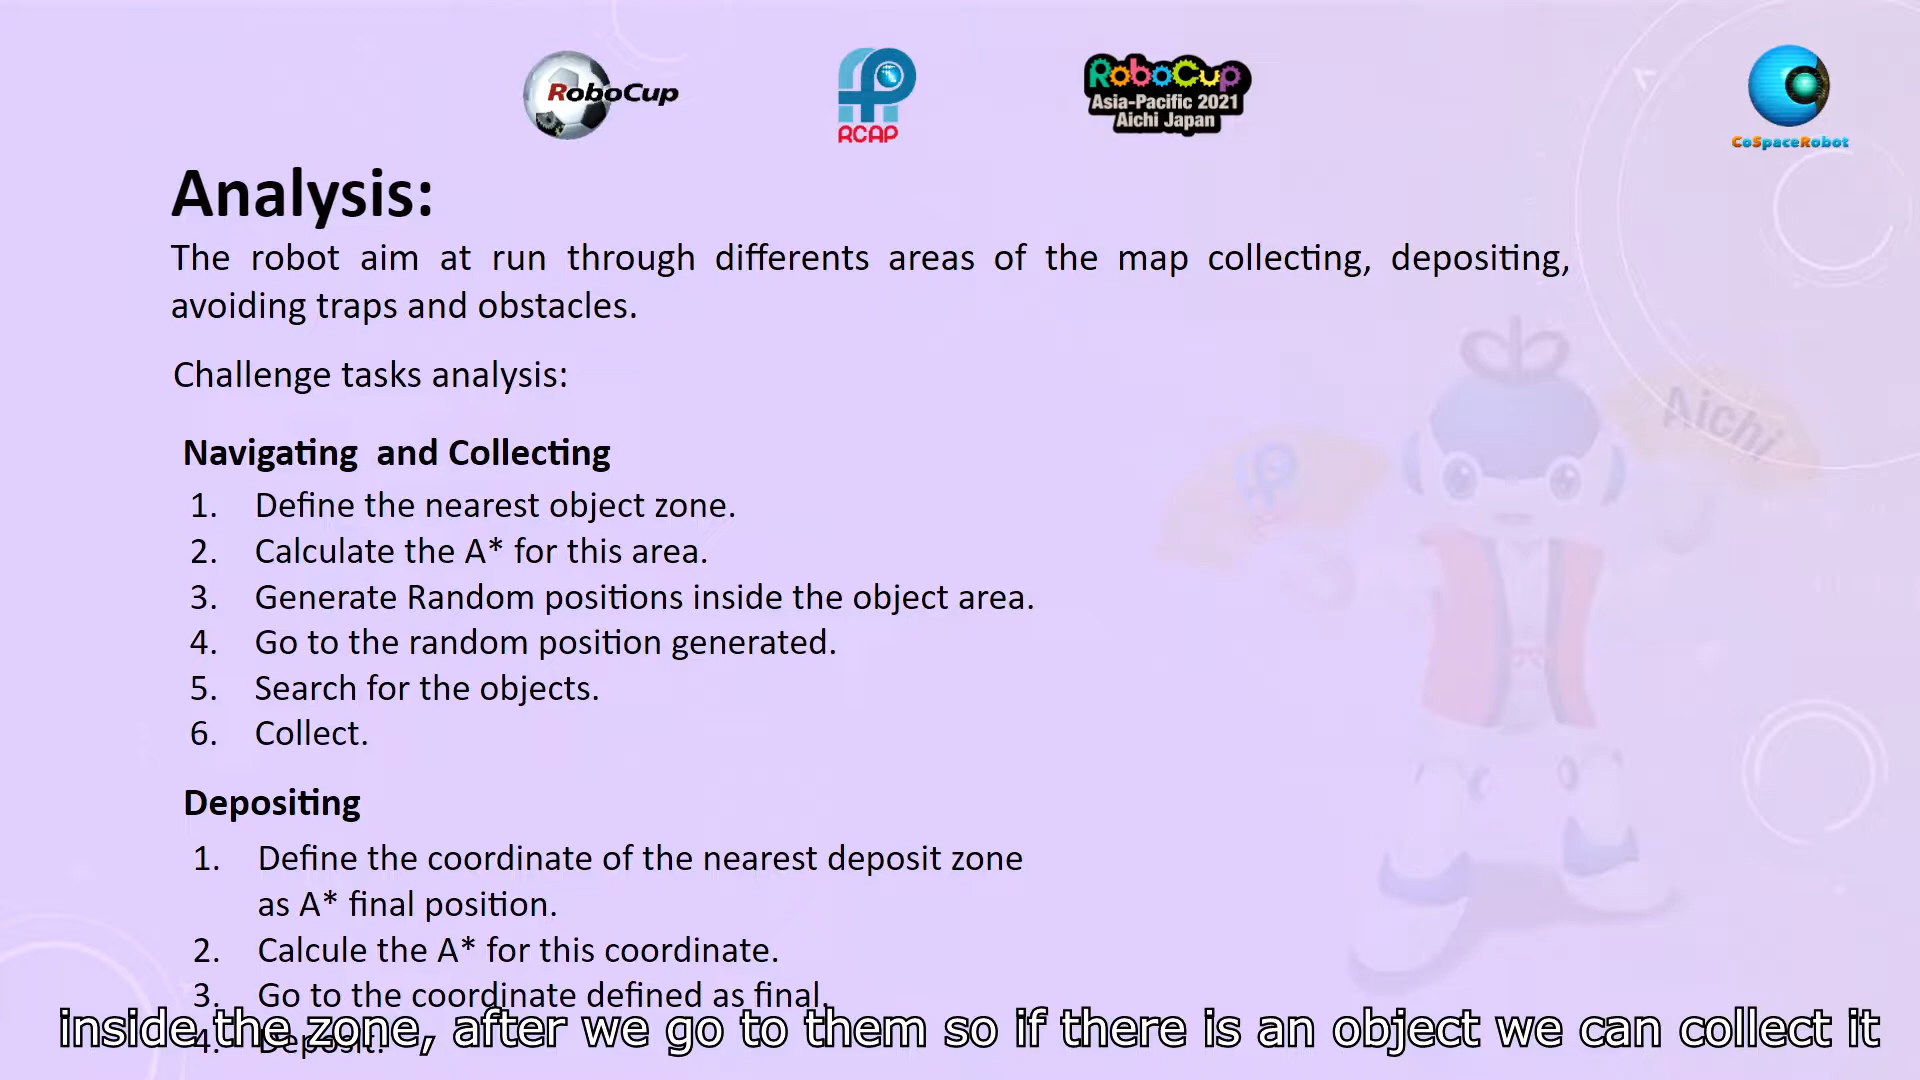 RoboCup
RCAP
RoboCup
Asia-Pacific 2021
Aichi Japan
CoSpaceRobot
Analysis:
The robot aim at run through differents areas of the map collecting, depositing,
avoiding traps and obstacles.
Challenge tasks analysis:
Aichi
Navigating and Collecting
1. Define the nearest object zone.
2. Calculate the A* for this area.
3. Generate Random positions inside the object area.
4. Go to the random position generated.
5. Search for the objects.
6. Collect.
Depositing
1. Define the coordinate of the nearest deposit zone
as A* final position.
2. Calcule the A* for this coordinate.
3. Go to the coordinate defined as final.
4. Deposit.
inside the zone, after we go to them so if there is an object we can collect it